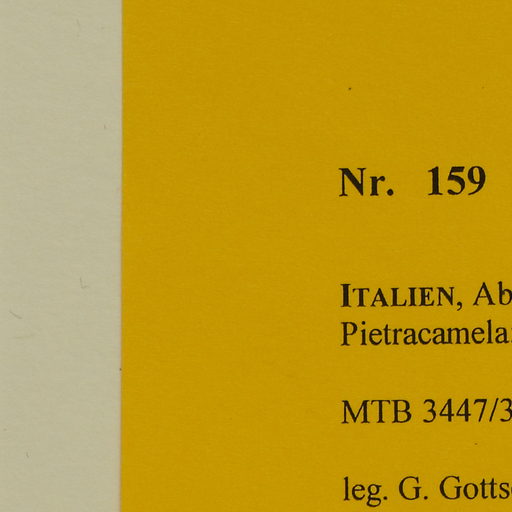 Nr. 159
ITALIEN, Ab
Pietracamela:
MTB 3447/3
leg. G. Gotts